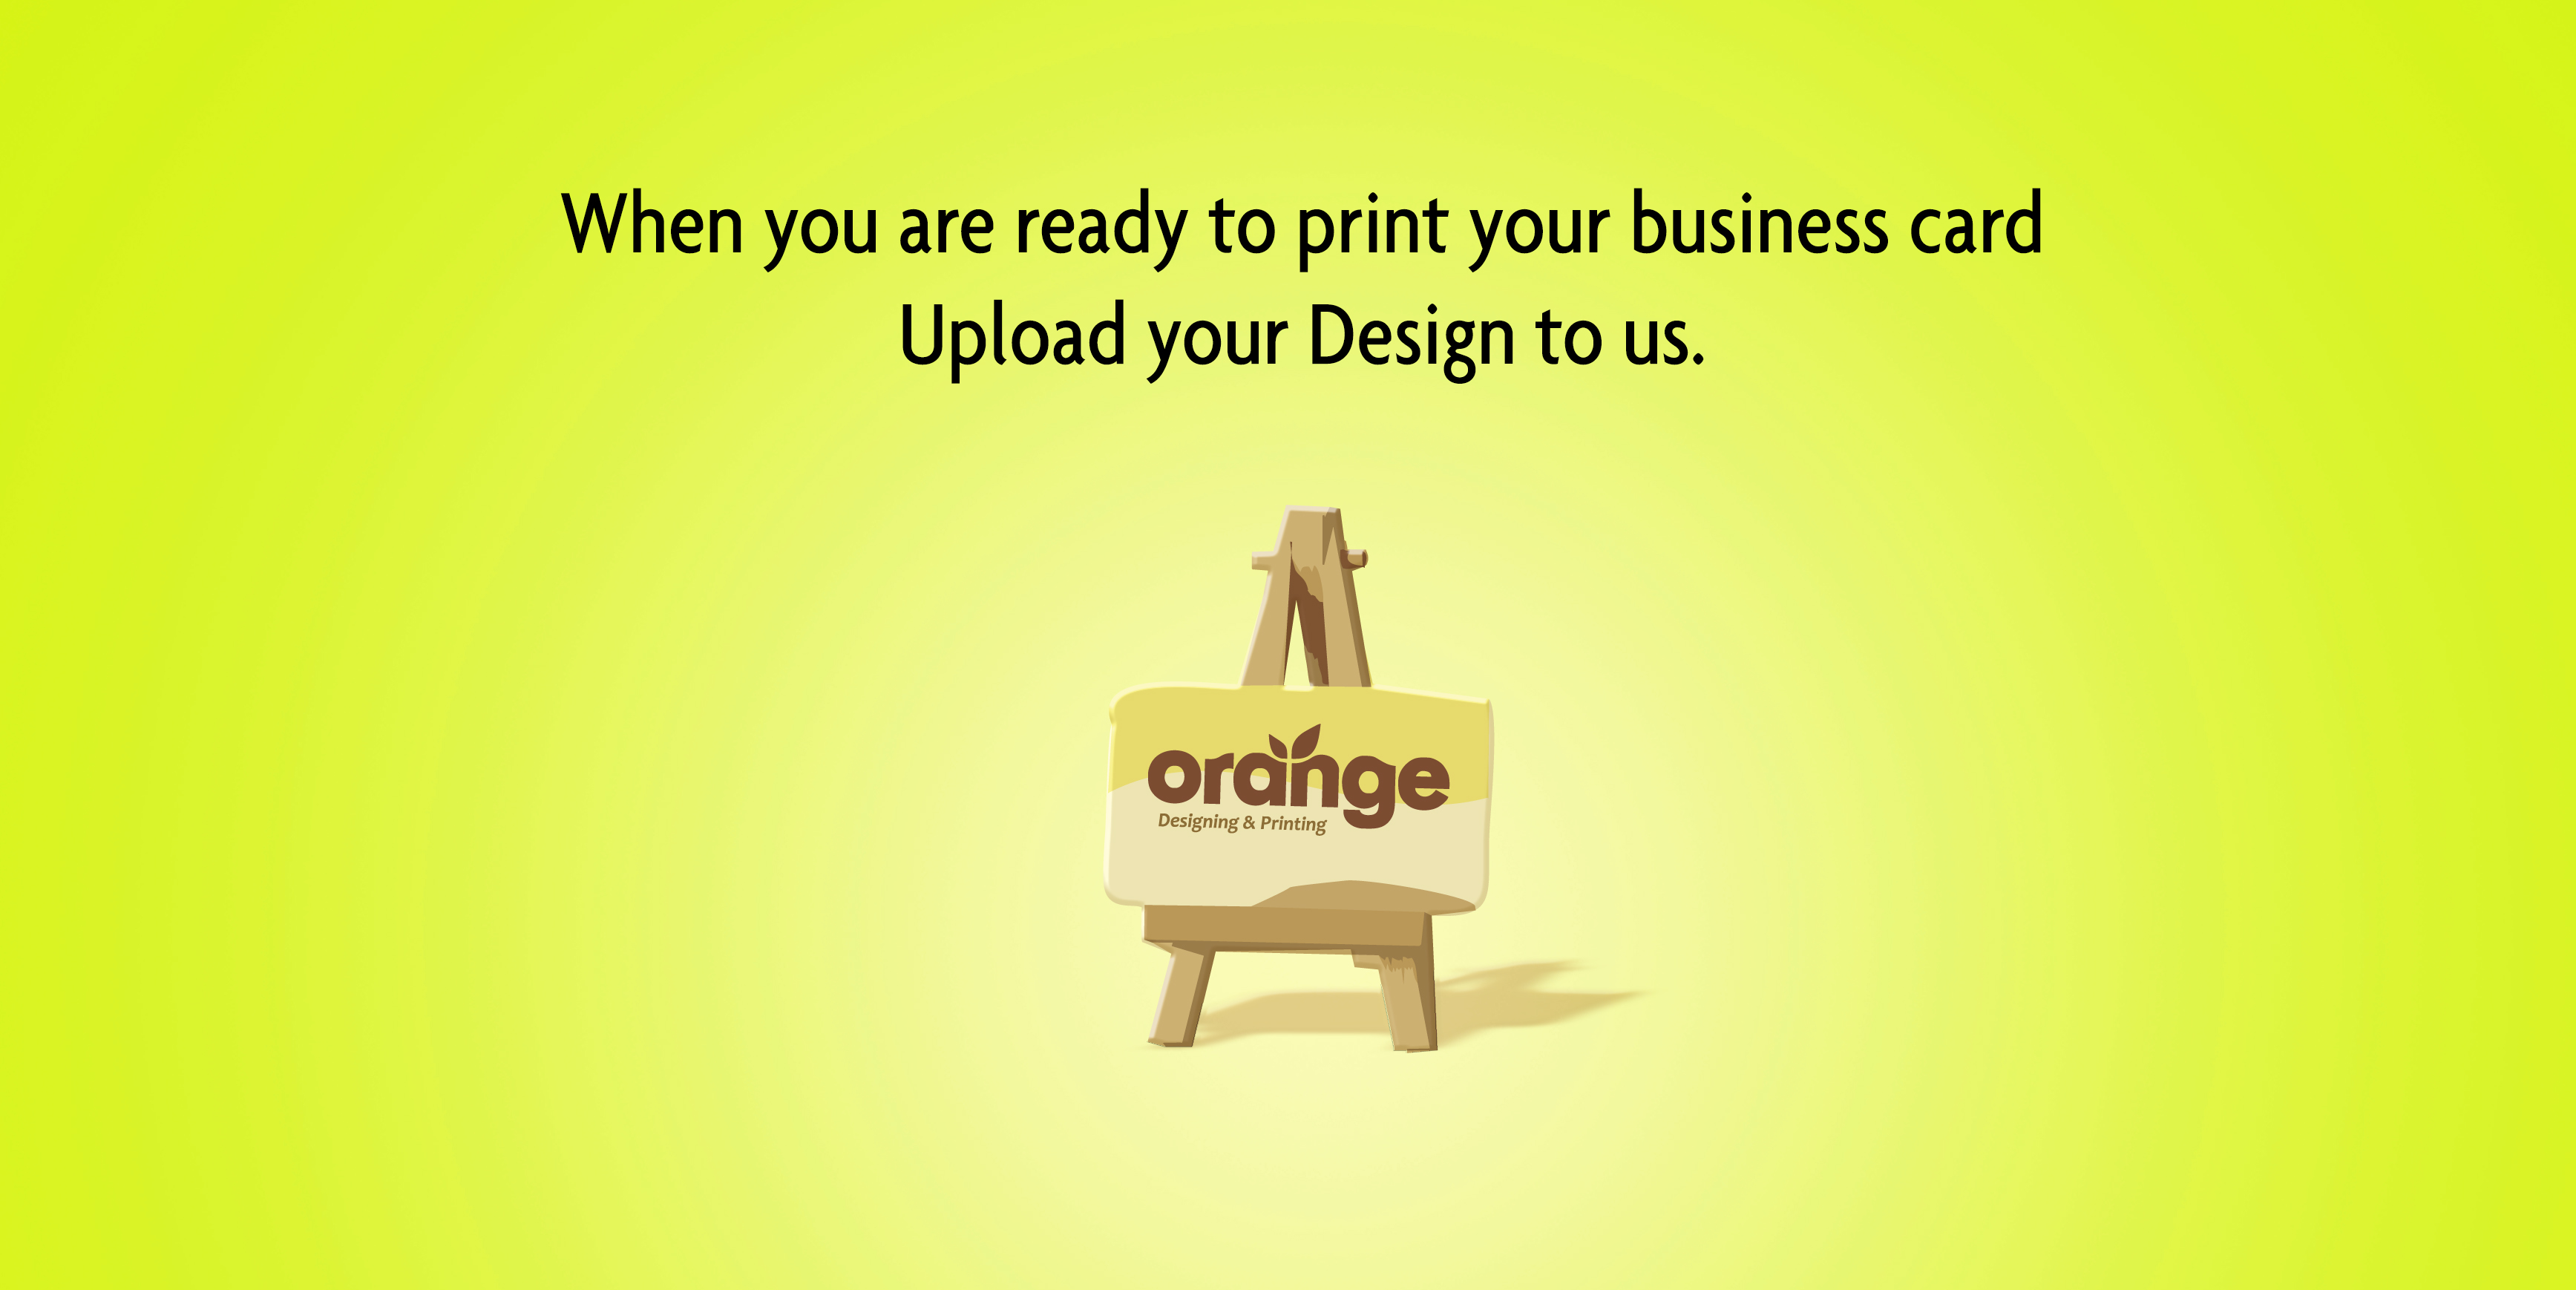 When you are ready to print your business card
Upload your Design to us.
orange
Designing & Printing